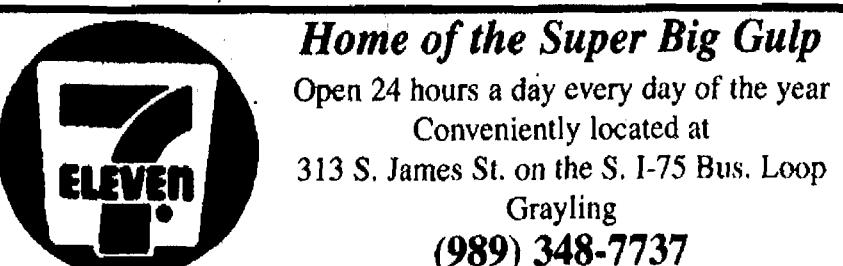 Home of the Super Big Gulp
Open 24 hours a day every day of the year
Conveniently located at
313 S. James St. on the S. I-75 Bus. Loop
Grayling
(989) 348-7737
7
ELEVEn